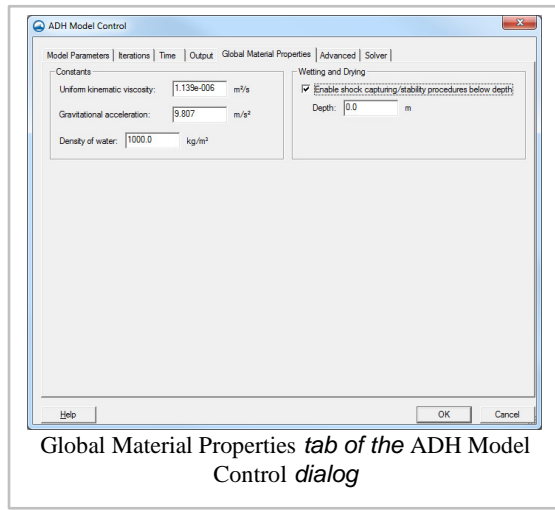 ADH Model Control
Model Parameters Iterations Time Output Global Material Properties Advanced Solver
Constants
Uniform kinematic viscosity: 1.139e-006 m²/s
Gravitational acceleration: 9.807 m/s²
Density of water: 1000.0 kg/m³
Wetting and Drying
Enable shock capturing/stability procedures below depth
Depth: 0.0 m
Help OK Cancel
Global Material Properties tab of the ADH Model
Control dialog